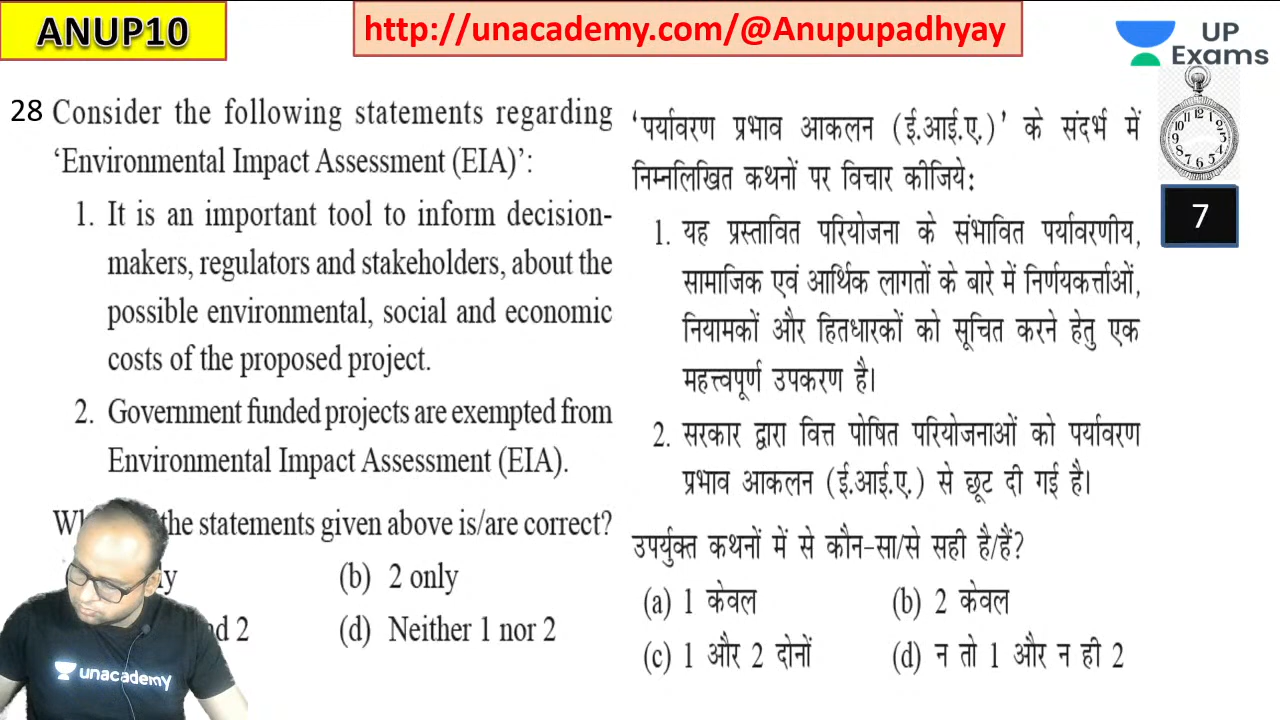 ANUP10
http://unacademy.com/@Anupupadhyay
UP
Exams
7
28 Consider the following statements regarding
‘Environmental Impact Assessment (EIA)’:
1. It is an important tool to inform decision-
makers, regulators and stakeholders, about the
possible environmental, social and economic
costs of the proposed project.
2. Government funded projects are exempted from
Environmental Impact Assessment (EIA).
the statements given above is/are correct?
(b) 2 only
2
(d) Neither 1 nor 2
‘पर्यावरण प्रभाव आकलन (ई.आई.ए.)’ के संदर्भ में
निम्नलिखित कथनों पर विचार कीजिये:
1. यह प्रस्तावित परियोजना के संभावित पर्यावरणीय,
सामाजिक एवं आर्थिक लागतों के बारे में निर्णयकर्त्ताओं,
नियामकों और हितधारकों को सूचित करने हेतु एक
महत्त्वपूर्ण उपकरण है।
2. सरकार द्वारा वित्त पोषित परियोजनाओं को पर्यावरण
प्रभाव आकलन (ई.आई.ए.) से छूट दी गई है।
उपर्युक्त कथनों में से कौन-सा/से सही है/हैं?
(a) 1 केवल (b) 2 केवल
(c) 1 और 2 दोनों (d) न तो 1 और न ही 2
unacademy